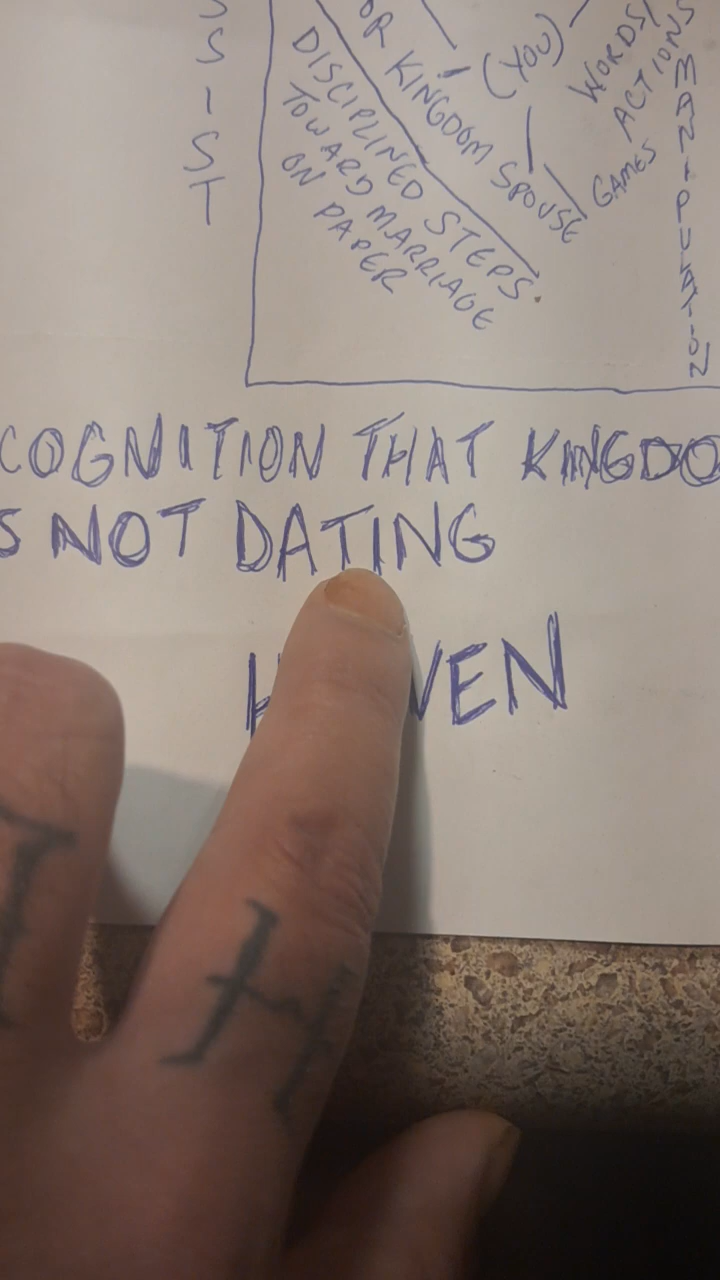 SIST
OR KINGDOM SPOUSE
(YOU)
WORDS/
ACTIONS
GAMES
MANIPULATION
DISCIPLINED STEPS
TOWARD MARRIAGE
ON PAPER
COGNITION THAT KINGDO
S NOT DATING
H VEN
H